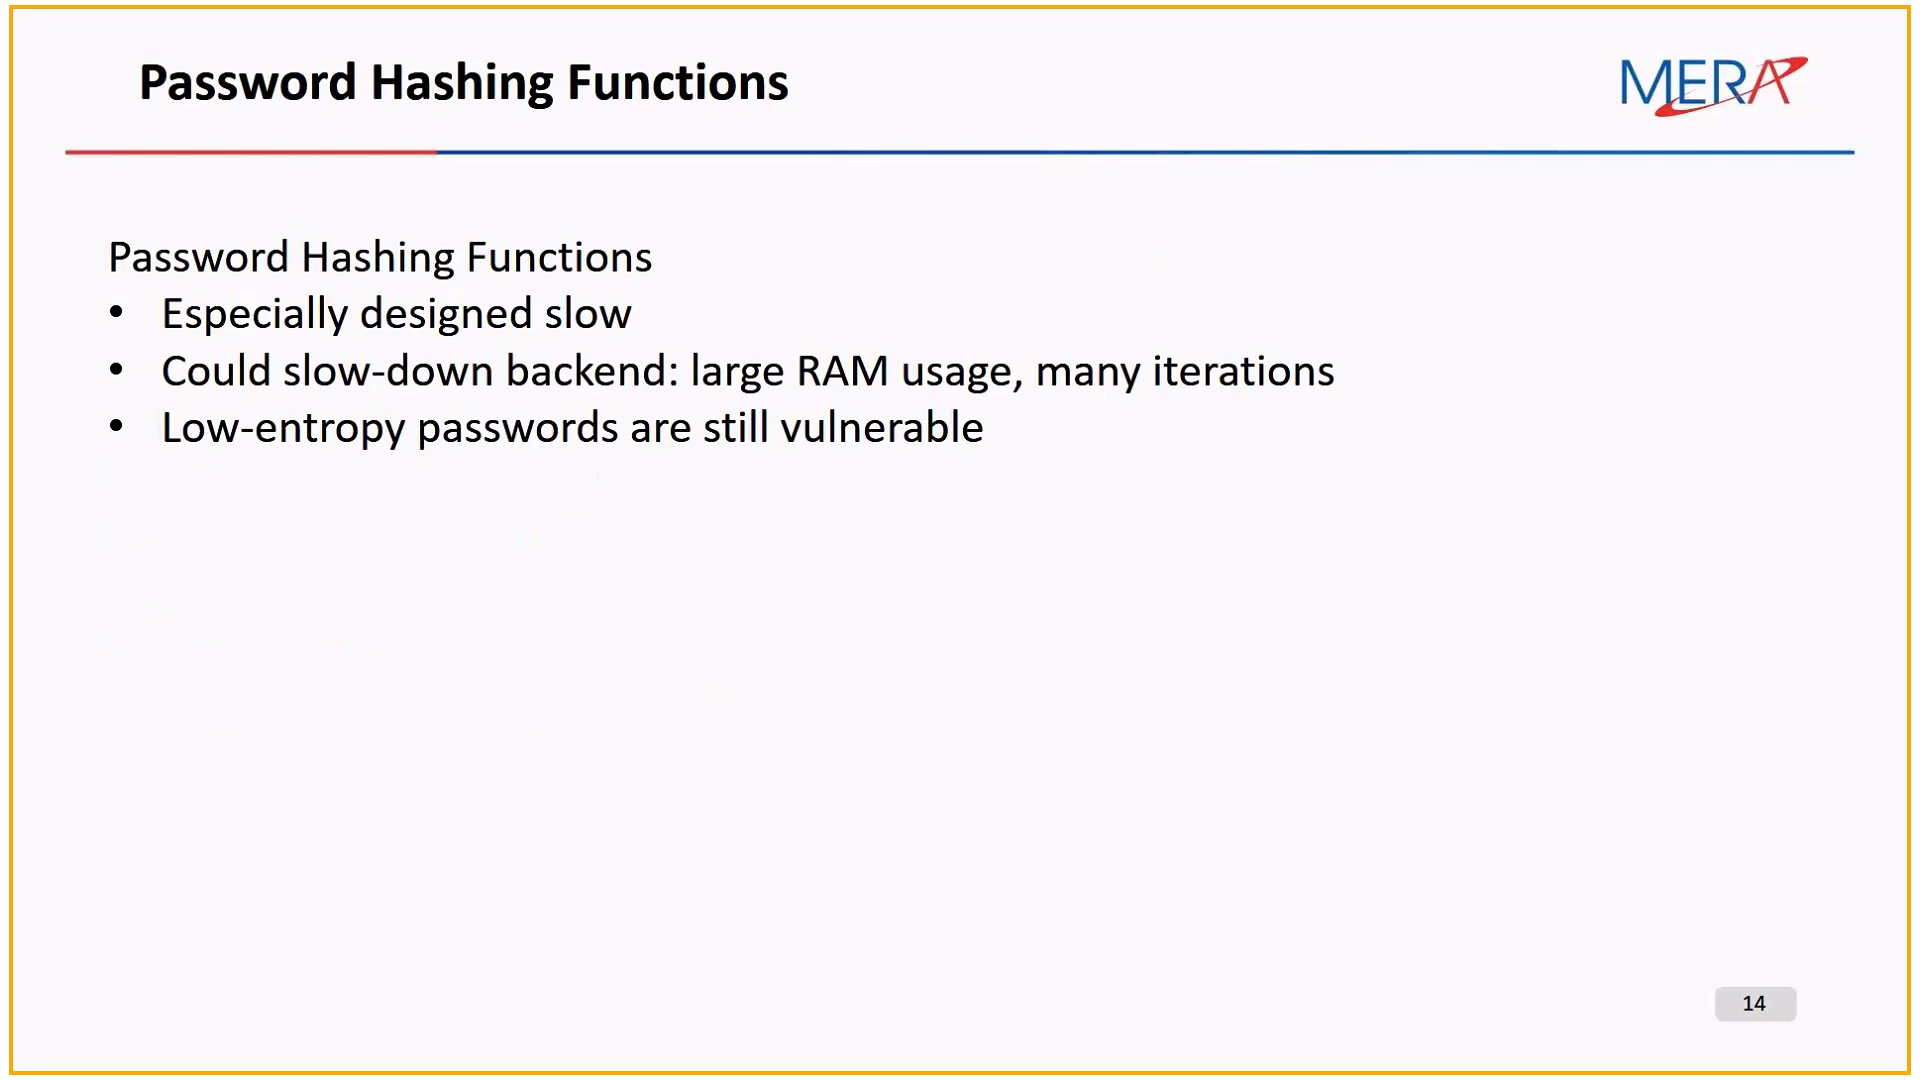 Password Hashing Functions
MERA
Password Hashing Functions
• Especially designed slow
• Could slow-down backend: large RAM usage, many iterations
• Low-entropy passwords are still vulnerable
14